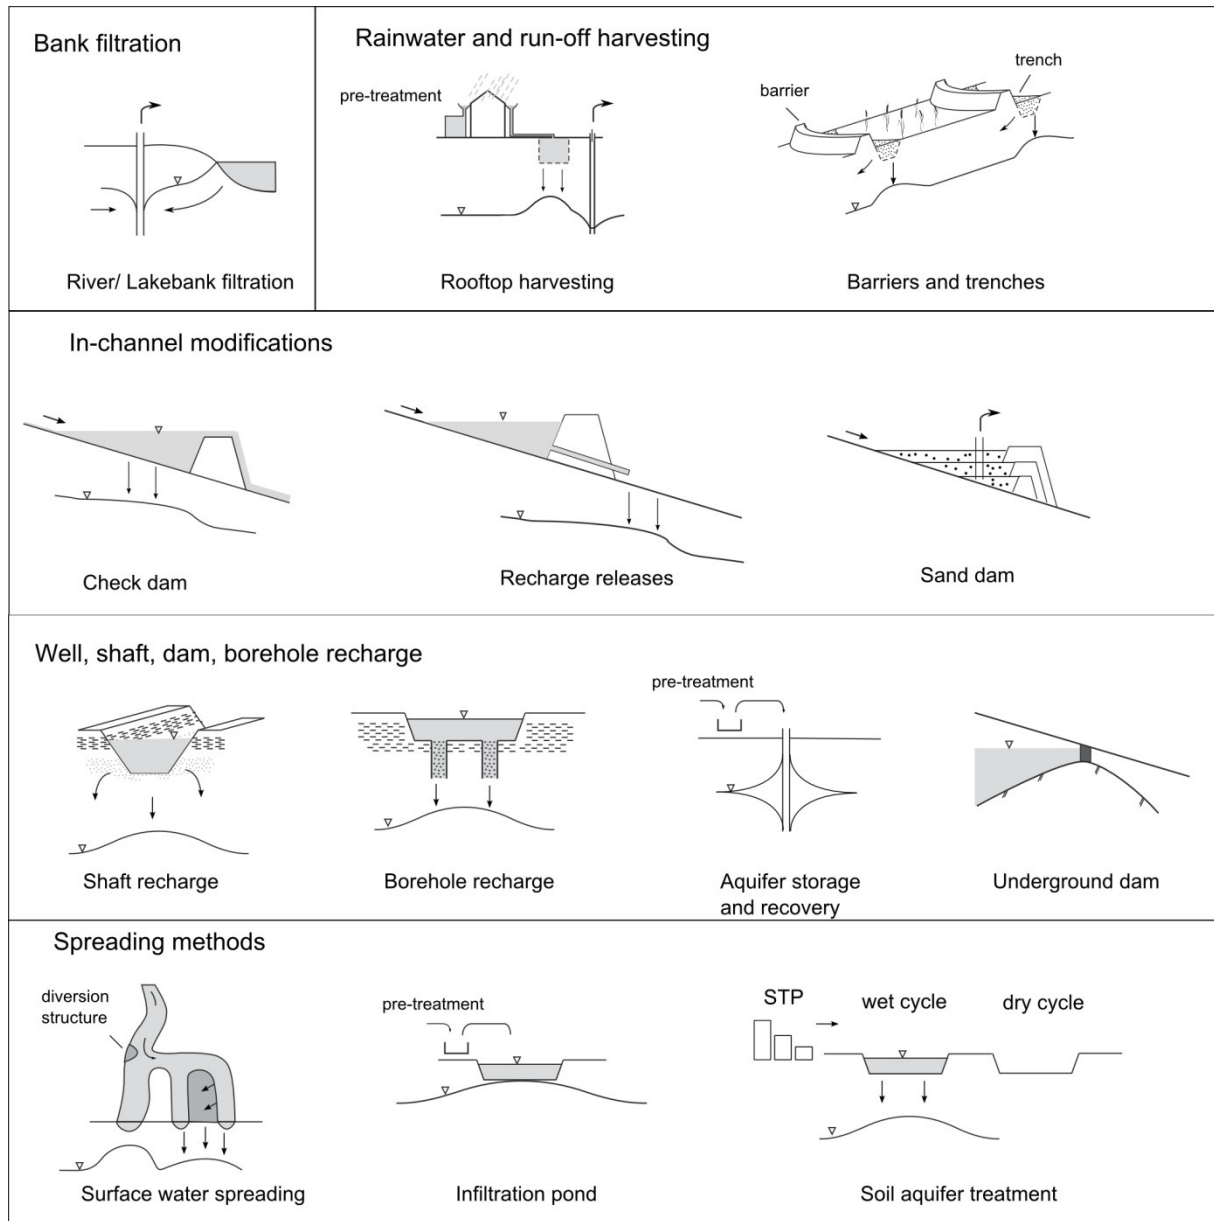 Bank filtration
River/ Lakebank filtration
Rainwater and run-off harvesting
pre-treatment
Rooftop harvesting
barrier
trench
Barriers and trenches
In-channel modifications
Check dam
Recharge releases
Sand dam
Well, shaft, dam, borehole recharge
Shaft recharge
Borehole recharge
pre-treatment
Aquifer storage
and recovery
Underground dam
Spreading methods
diversion
structure
Surface water spreading
pre-treatment
Infiltration pond
STP
wet cycle
dry cycle
Soil aquifer treatment